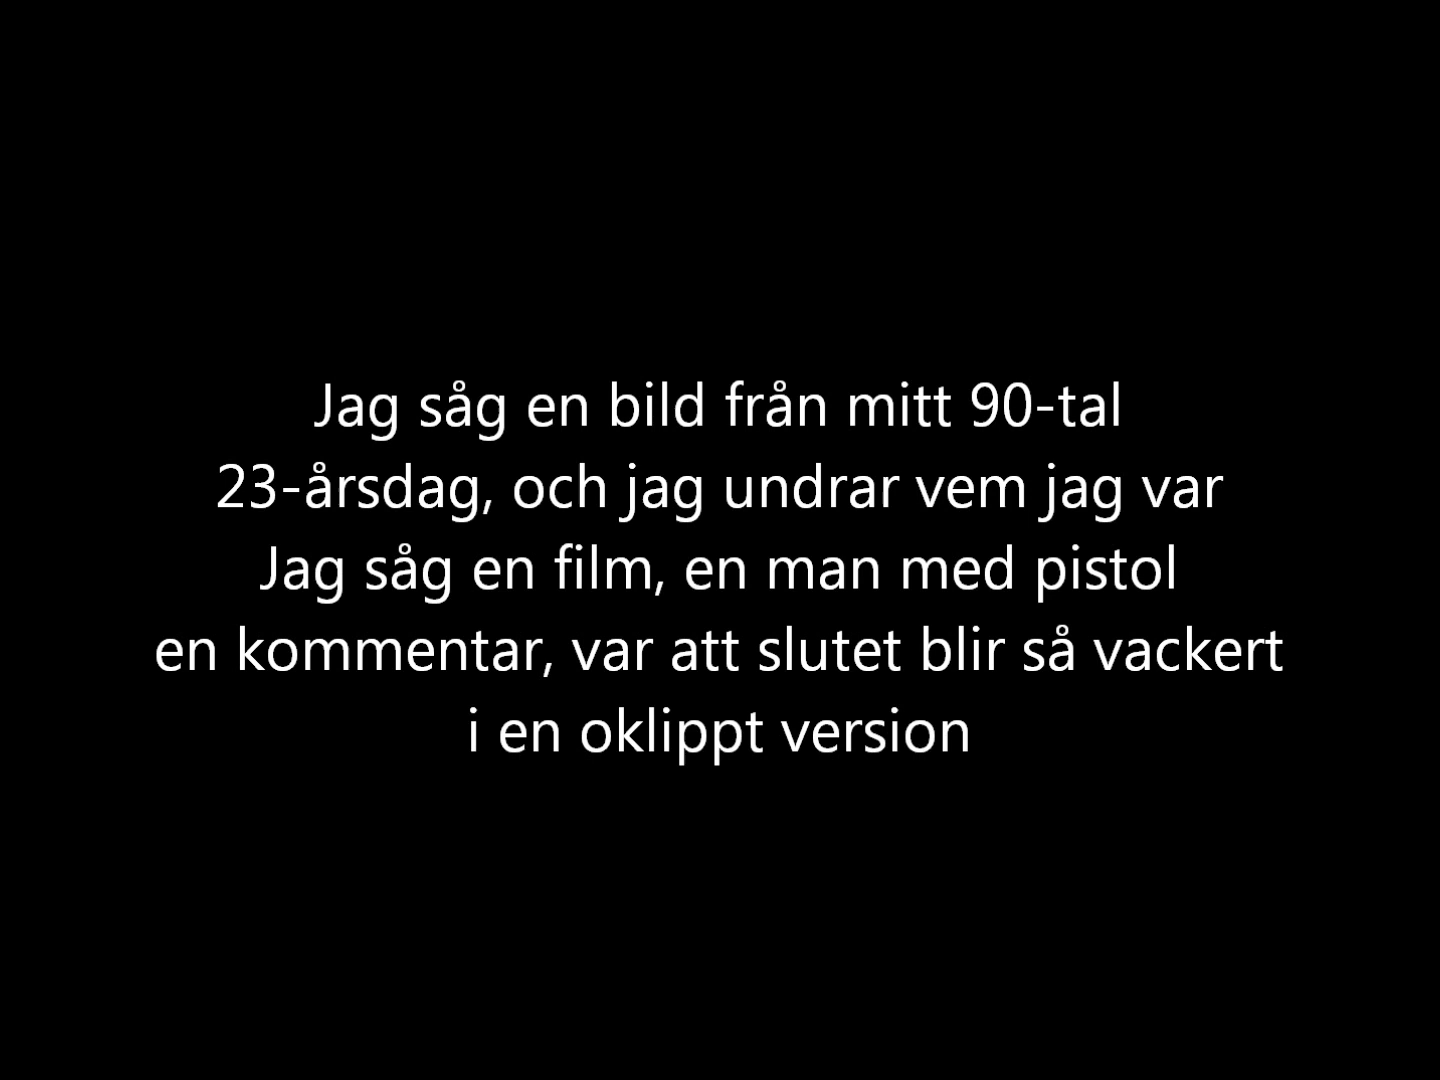 Jag såg en bild från mitt 90-tal
23-årsdag, och jag undrar vem jag var
Jag såg en film, en man med pistol
en kommentar, var att slutet blir så vackert
i en oklippt version